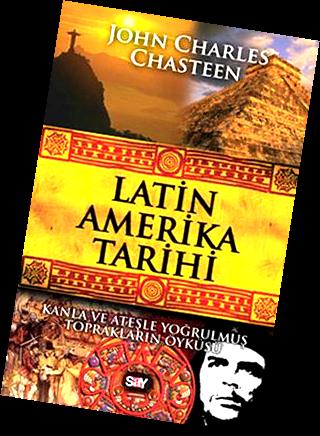 JOHN CHARLES
CHASTEEN
LATİN
AMERİKA
TARİHİ
KANLA VE ATEŞLE YOĞRULMUŞ
TOPRAKLARIN ÖYKÜSÜ
SAY